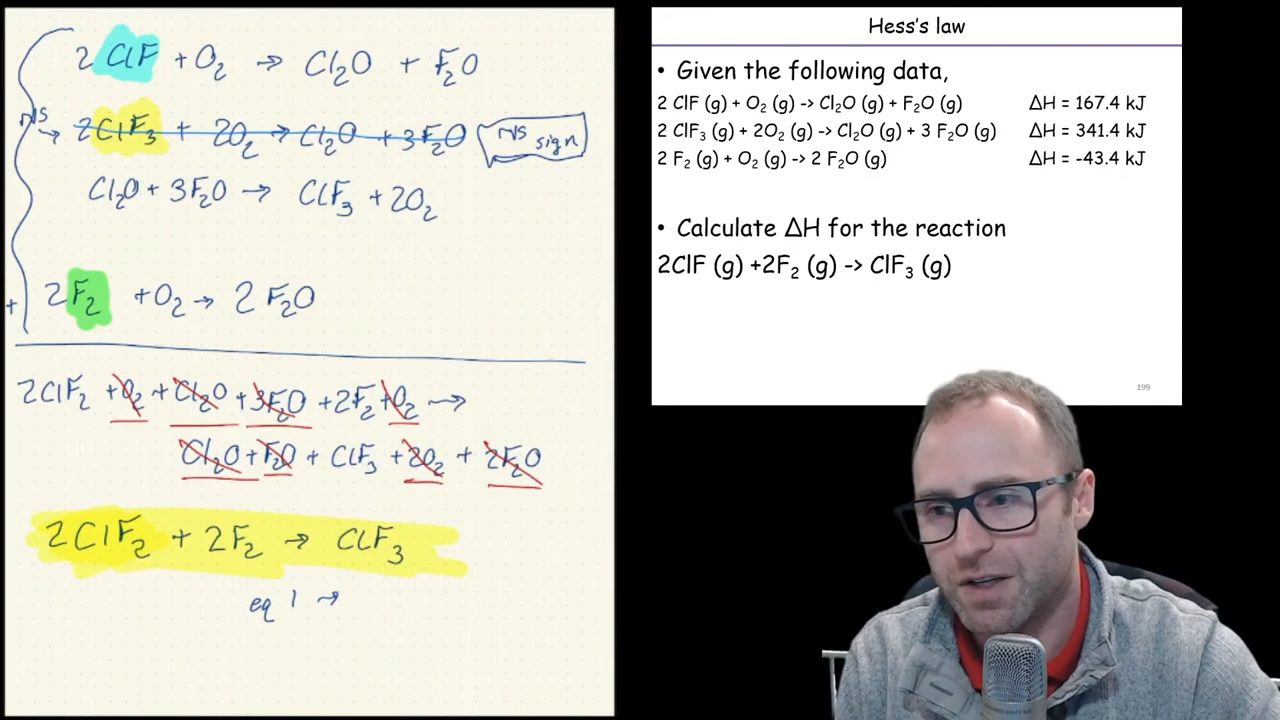 2 ClF + O₂ → Cl₂O + F₂O
rvs → 2ClF₃ + 2O₂ → Cl₂O + 3F₂O rvs sign
Cl₂O + 3F₂O → ClF₃ + 2O₂
+ 2F₂ + O₂ → 2 F₂O
2ClF₂ + O₂ + Cl₂O + 3F₂O + 2F₂ + O₂ →
Cl₂O + F₂O + ClF₃ + 2O₂ + 2F₂O
2ClF₂ + 2F₂ → ClF₃
eq 1 →
Hess's law
• Given the following data,
2 ClF (g) + O₂ (g) -> Cl₂O (g) + F₂O (g) ΔH = 167.4 kJ
2 ClF₃ (g) + 2O₂ (g) -> Cl₂O (g) + 3 F₂O (g) ΔH = 341.4 kJ
2 F₂ (g) + O₂ (g) -> 2 F₂O (g) ΔH = -43.4 kJ
• Calculate ΔH for the reaction
2ClF (g) +2F₂ (g) -> ClF₃ (g)
199